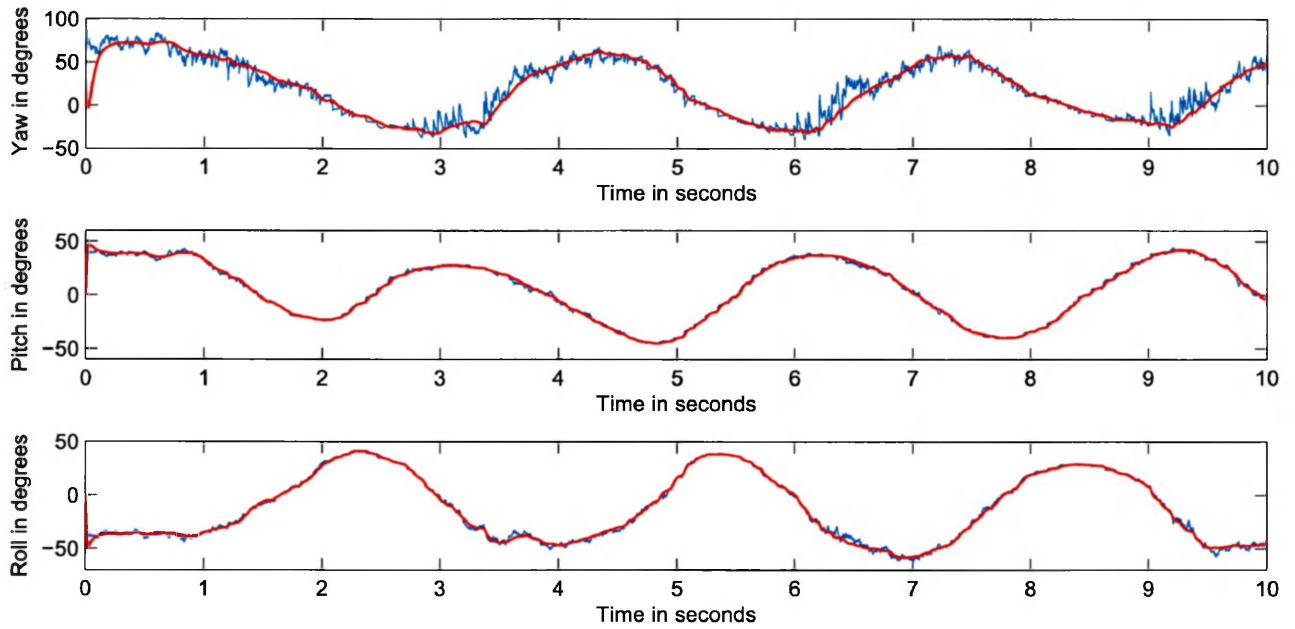 Yaw in degrees
100
50
0
−50
0 1 2 3 4 5 6 7 8 9 10
Time in seconds
Pitch in degrees
50
0
−50
0 1 2 3 4 5 6 7 8 9 10
Time in seconds
Roll in degrees
50
0
−50
0 1 2 3 4 5 6 7 8 9 10
Time in seconds